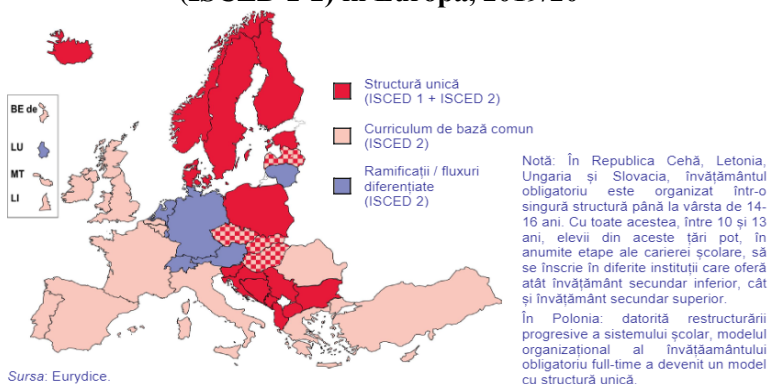 (ISCED 1-2) în Europa, 2019/20
BE de
LU
MT
LI
Structură unică
(ISCED 1 + ISCED 2)
Curriculum de bază comun
(ISCED 2)
Ramificații / fluxuri
diferențiate
(ISCED 2)
Notă: În Republica Cehă, Letonia,
Ungaria și Slovacia, învățământul
obligatoriu este organizat într-o
singură structură până la vârsta de 14-
16 ani. Cu toate acestea, între 10 și 13
ani, elevii din aceste țări pot, în
anumite etape ale carierei școlare, să
se înscrie în diferite instituții care oferă
atât învățământ secundar inferior, cât
și învățământ secundar superior.
În Polonia: datorită restructurării
progresive a sistemului școlar, modelul
organizațional al învățăamântului
obligatoriu full-time a devenit un model
cu structură unică.
Sursa: Eurydice.